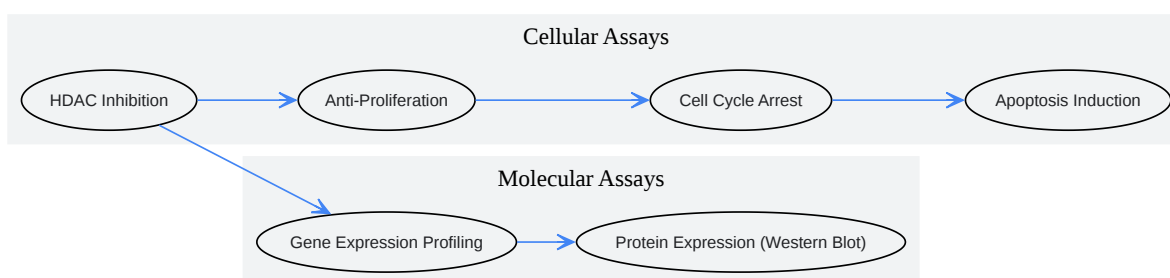 Cellular Assays
HDAC Inhibition
Anti-Proliferation
Cell Cycle Arrest
Apoptosis Induction
Molecular Assays
Gene Expression Profiling
Protein Expression (Western Blot)